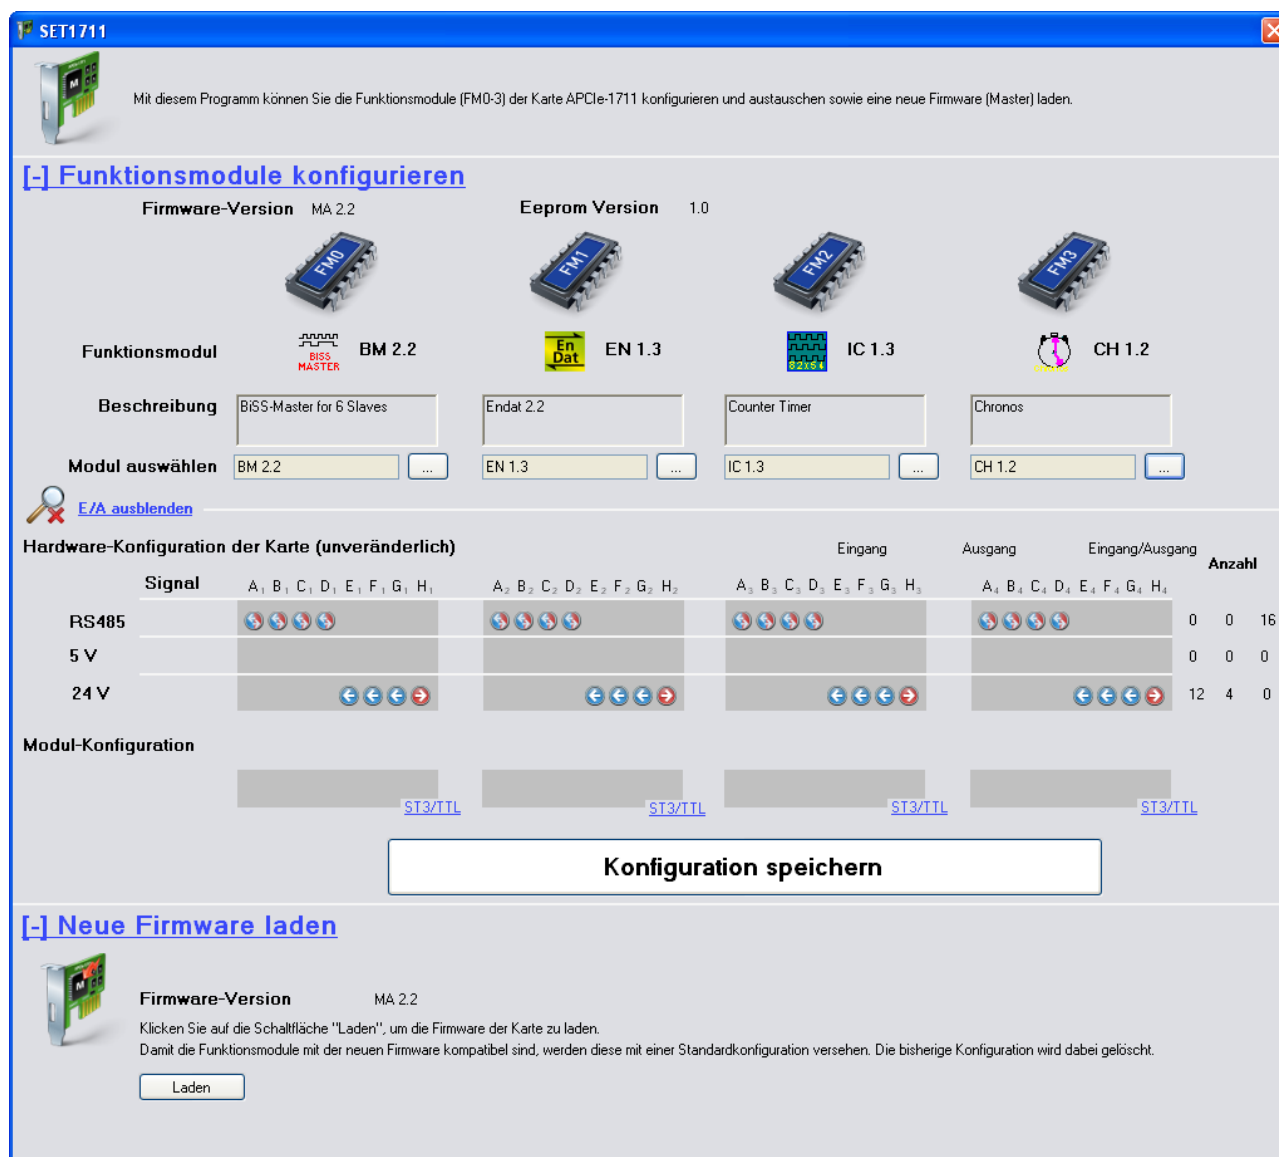 SET1711
Mit diesem Programm können Sie die Funktionsmodule (FM0-3) der Karte APCIe-1711 konfigurieren und austauschen sowie eine neue Firmware (Master) laden.
[-] Funktionsmodule konfigurieren
Firmware-Version MA 2.2 Eeprom Version 1.0
FM0 FM1 FM2 FM3
Funktionsmodul BISS MASTER BM 2.2 En Dat EN 1.3 82X54 IC 1.3 CH 1.2
Beschreibung BiSS-Master for 6 Slaves Endat 2.2 Counter Timer Chronos
Modul auswählen BM 2.2 ... EN 1.3 ... IC 1.3 ... CH 1.2 ...
E/A ausblenden
Hardware-Konfiguration der Karte (unveränderlich) Eingang Ausgang Eingang/Ausgang
Anzahl
Signal A₁ B₁ C₁ D₁ E₁ F₁ G₁ H₁ A₂ B₂ C₂ D₂ E₂ F₂ G₂ H₂ A₃ B₃ C₃ D₃ E₃ F₃ G₃ H₃ A₄ B₄ C₄ D₄ E₄ F₄ G₄ H₄
RS485 0 0 16
5 V 0 0 0
24 V 12 4 0
Modul-Konfiguration
ST3/TTL ST3/TTL ST3/TTL ST3/TTL
Konfiguration speichern
[-] Neue Firmware laden
M
Firmware-Version MA 2.2
Klicken Sie auf die Schaltfläche "Laden", um die Firmware der Karte zu laden.
Damit die Funktionsmodule mit der neuen Firmware kompatibel sind, werden diese mit einer Standardkonfiguration versehen. Die bisherige Konfiguration wird dabei gelöscht.
Laden